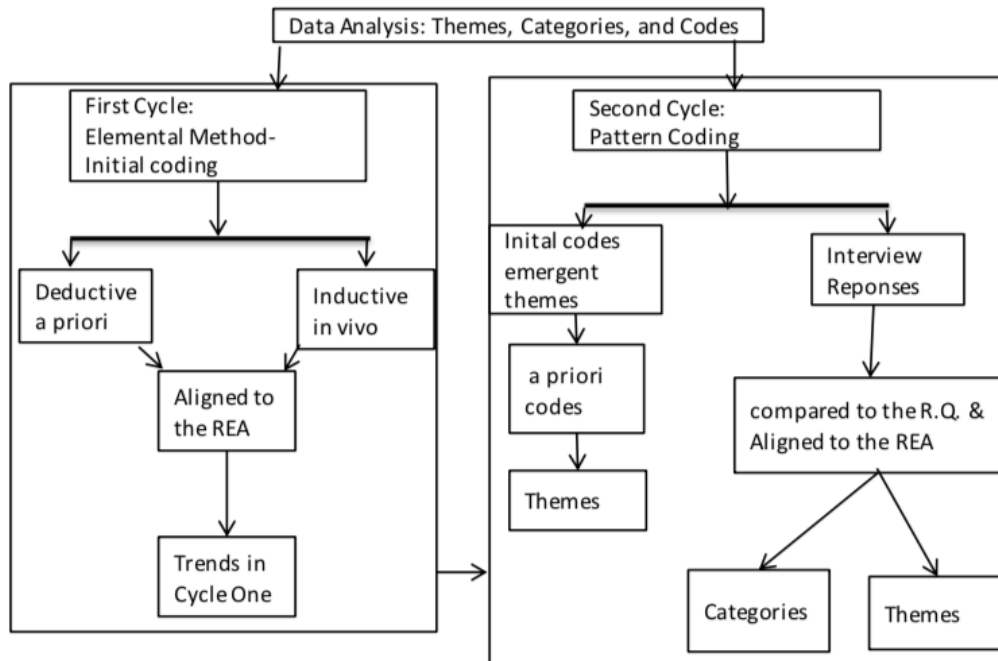 Data Analysis: Themes, Categories, and Codes
First Cycle:
Elemental Method-
Initial coding
Deductive
a priori
Inductive
in vivo
Aligned to
the REA
Trends in
Cycle One
Second Cycle:
Pattern Coding
Inital codes
emergent
themes
a priori
codes
Themes
Interview
Reponses
compared to the R.Q. &
Aligned to the REA
Categories
Themes